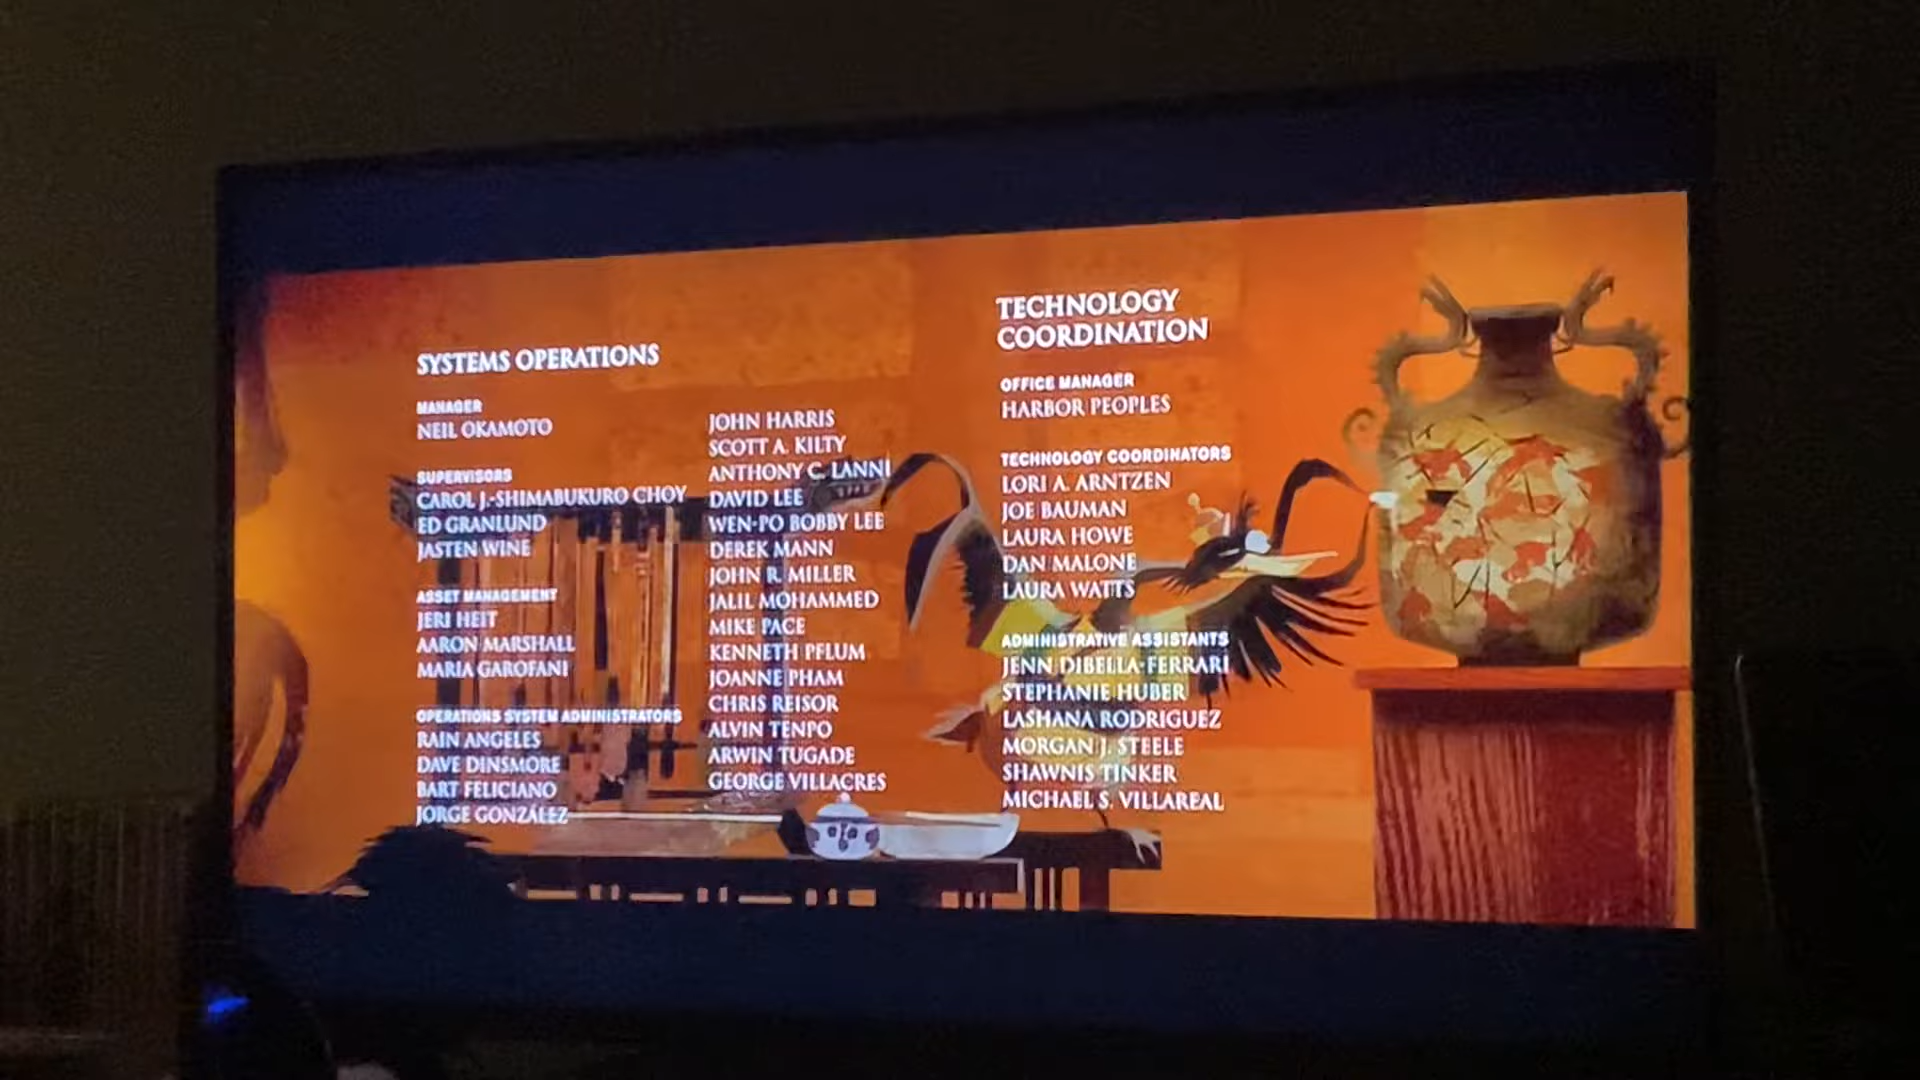 SYSTEMS OPERATIONS
MANAGER
NEIL OKAMOTO
SUPERVISORS
CAROL J.-SHIMABUKURO CHOY
ED GRANLUND
JASTEN WINE
ASSET MANAGEMENT
JERI HEIT
AARON MARSHALL
MARIA GAROFANI
OPERATIONS SYSTEM ADMINISTRATORS
RAIN ANGELES
DAVE DINSMORE
BART FELICIANO
JORGE GONZÁLEZ
JOHN HARRIS
SCOTT A. KILTY
ANTHONY C. LANNI
DAVID LEE
WEN-PO BOBBY LEE
DEREK MANN
JOHN R. MILLER
JALIL MOHAMMED
MIKE PACE
KENNETH PFLUM
JOANNE PHAM
CHRIS REISOR
ALVIN TENPO
ARWIN TUGADE
GEORGE VILLACRES
TECHNOLOGY
COORDINATION
OFFICE MANAGER
HARBOR PEOPLES
TECHNOLOGY COORDINATORS
LORI A. ARNTZEN
JOE BAUMAN
LAURA HOWE
DAN MALONE
LAURA WATTS
ADMINISTRATIVE ASSISTANTS
JENN DIBELLA-FERRARI
STEPHANIE HUBER
LASHANA RODRIGUEZ
MORGAN J. STEELE
SHAWNIS TINKER
MICHAEL S. VILLAREAL